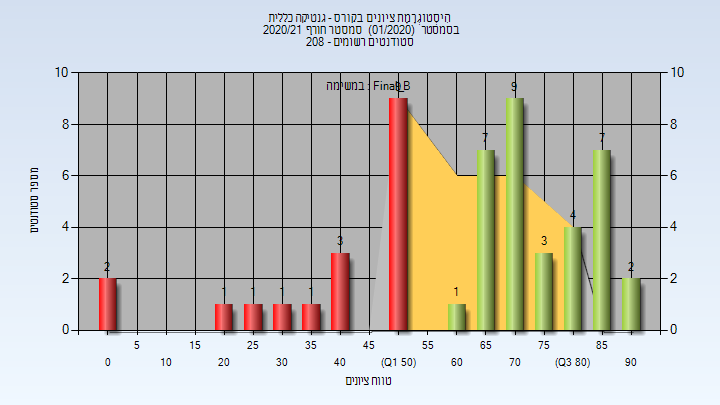 היסטוגרמת ציונים בקורס - גנטיקה כללית
בסמסטר (01/2020) סמסטר חורף 2020/21
סטודנטים רשומים - 208
במשימה : Final_B
מספר סטודנטים
10 10
8 8
6 6
4 4
2 2
0 0
2 1 1 1 1 3 9 1 7 9 3 4 7 2
5 15 25 35 45 55 65 75 85
0 10 20 30 40 (Q1 50) 60 70 (Q3 80) 90
טווח ציונים